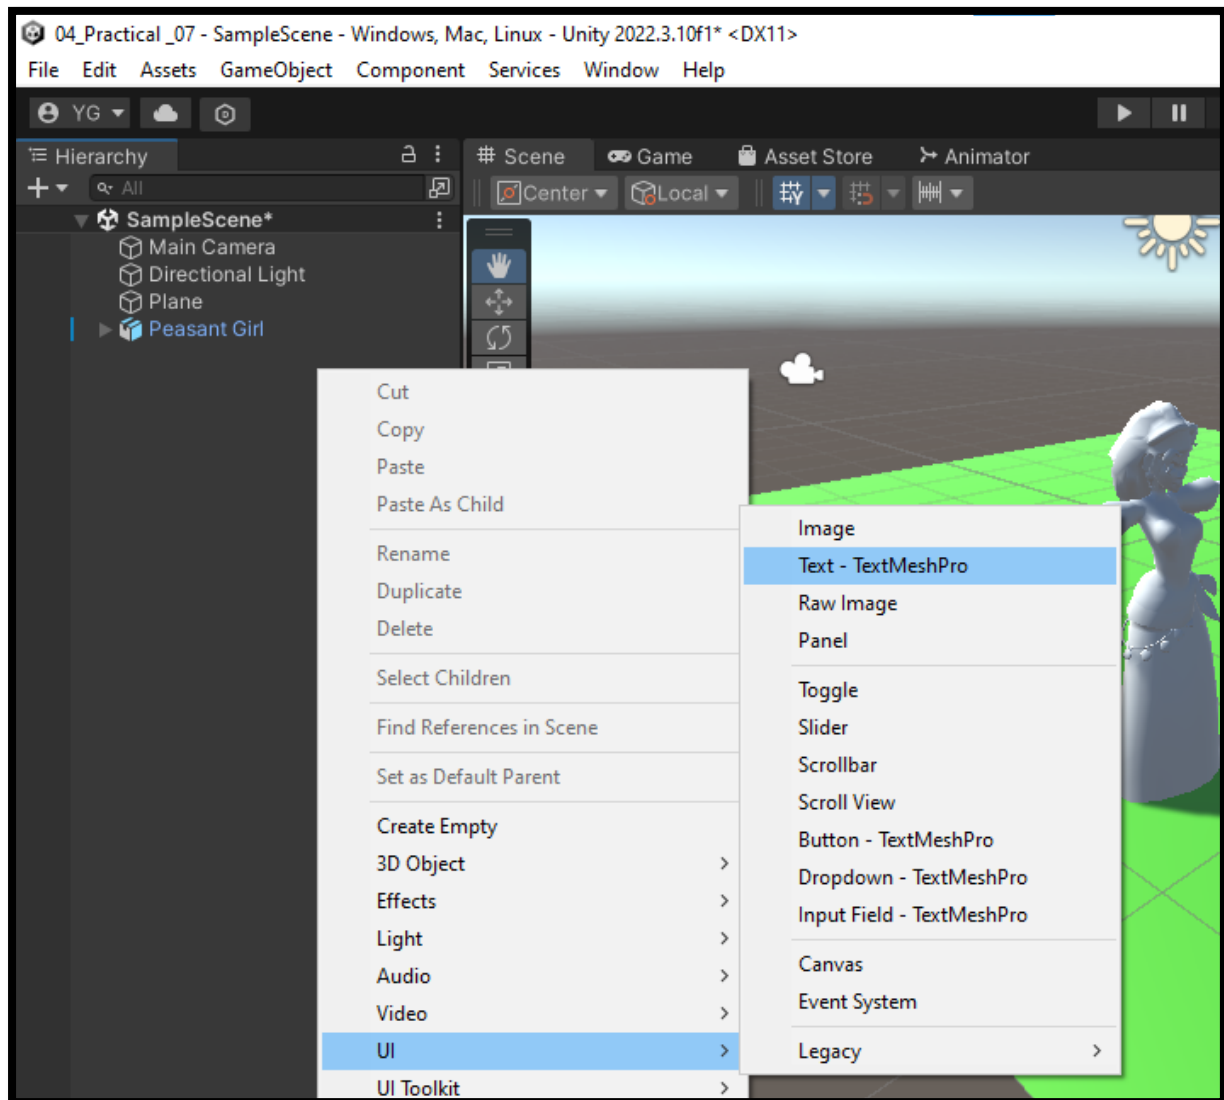 04_Practical _07 - SampleScene - Windows, Mac, Linux - Unity 2022.3.10f1* <DX11>
File Edit Assets GameObject Component Services Window Help
YG
Hierarchy
All
SampleScene*
Main Camera
Directional Light
Plane
Peasant Girl
Scene Game Asset Store Animator
Center Local
Cut
Copy
Paste
Paste As Child
Rename
Duplicate
Delete
Select Children
Find References in Scene
Set as Default Parent
Create Empty
3D Object
Effects
Light
Audio
Video
UI
UI Toolkit
Image
Text - TextMeshPro
Raw Image
Panel
Toggle
Slider
Scrollbar
Scroll View
Button - TextMeshPro
Dropdown - TextMeshPro
Input Field - TextMeshPro
Canvas
Event System
Legacy